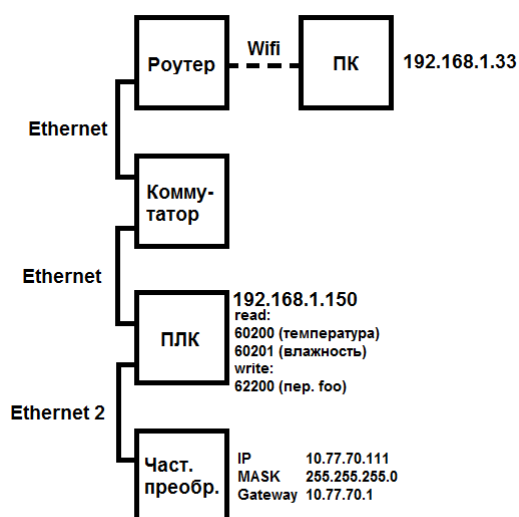 Роутер
Wifi
ПК
192.168.1.33
Ethernet
Комму-
татор
Ethernet
ПЛК
192.168.1.150
read:
60200 (температура)
60201 (влажность)
write:
62200 (пер. foo)
Ethernet 2
Част.
преобр.
IP 10.77.70.111
MASK 255.255.255.0
Gateway 10.77.70.1